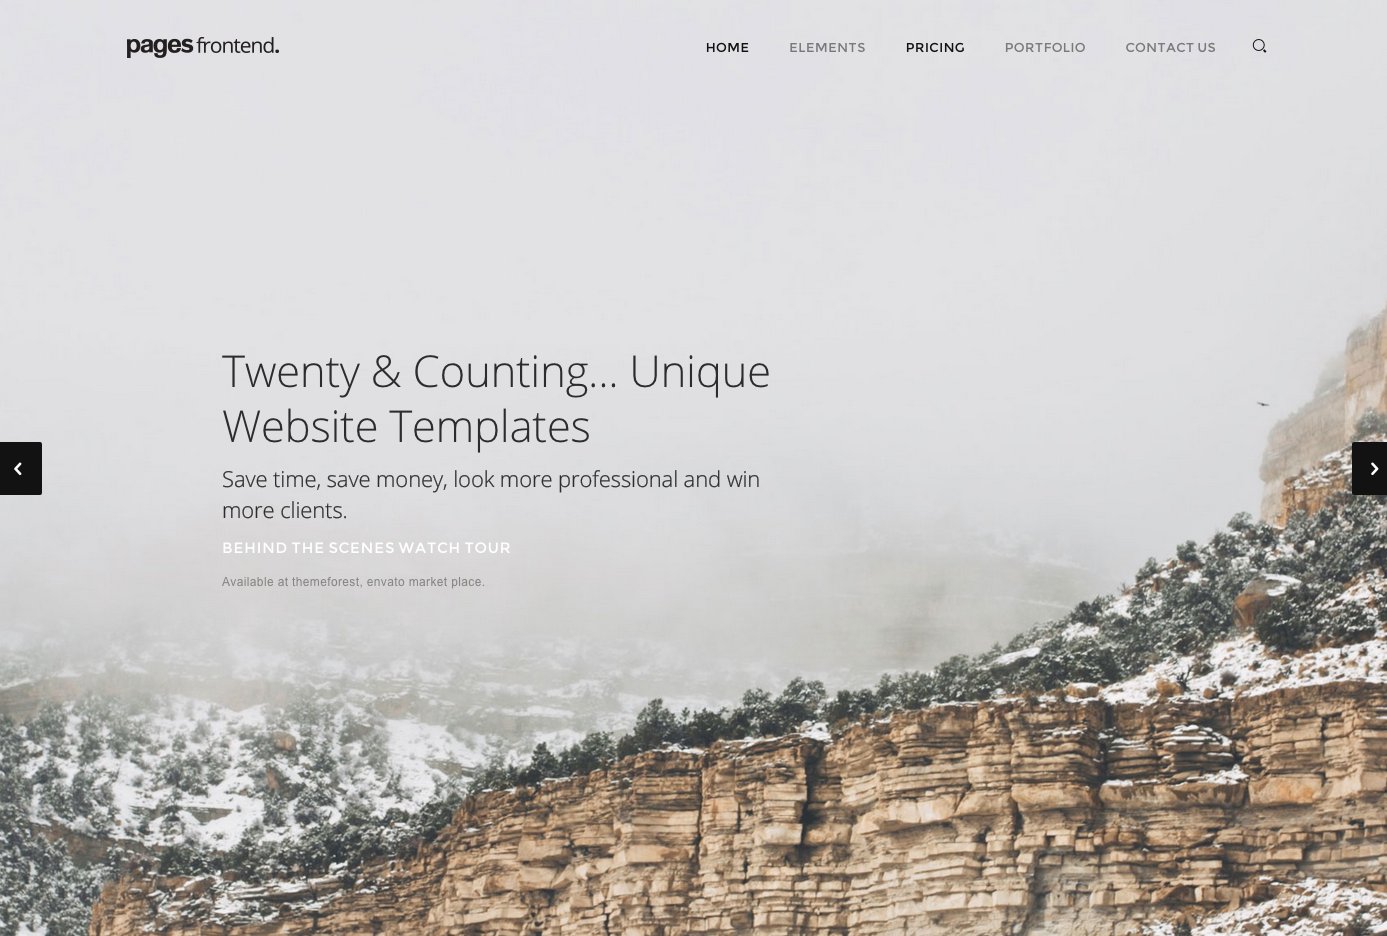 pages frontend.
HOME ELEMENTS PRICING PORTFOLIO CONTACT US
Twenty & Counting... Unique
Website Templates
Save time, save money, look more professional and win
more clients.
BEHIND THE SCENES WATCH TOUR
Available at themeforest, envato market place.